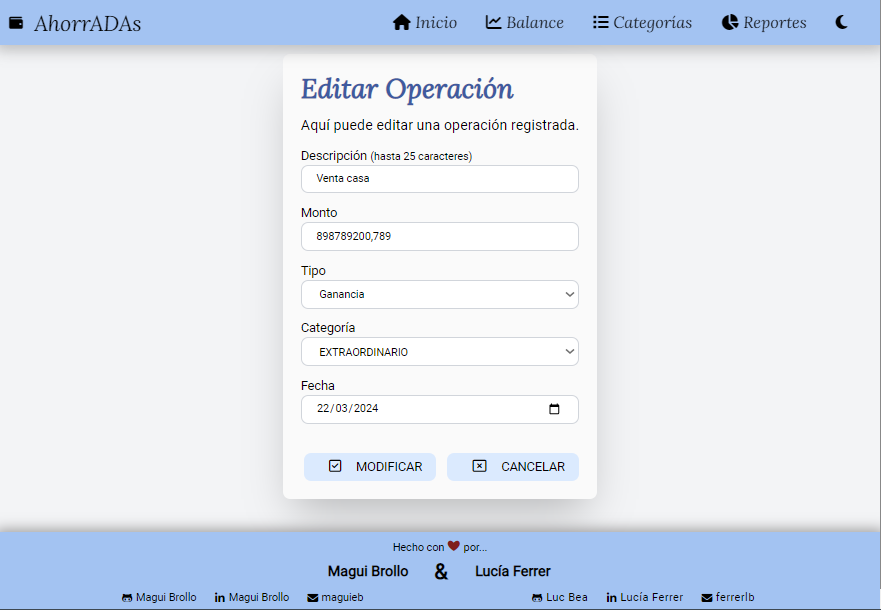 AhorrADAs Inicio Balance Categorías Reportes
Editar Operación
Aquí puede editar una operación registrada.
Descripción (hasta 25 caracteres)
Venta casa
Monto
898789200,789
Tipo
Ganancia
Categoría
EXTRAORDINARIO
Fecha
22/03/2024
MODIFICAR CANCELAR
Hecho con por...
Magui Brollo & Lucía Ferrer
Magui Brollo in Magui Brollo maguieb Luc Bea in Lucía Ferrer ferrerlb